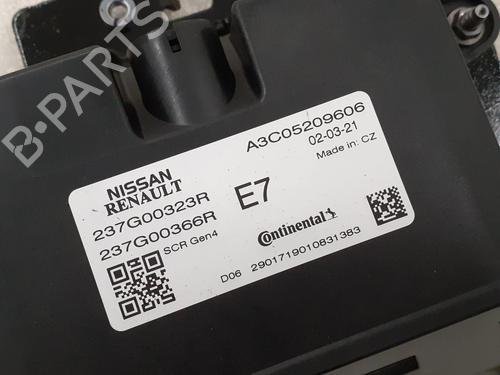 B-PARTS
NISSAN
RENAULT
237G00323R
237G00366R
SCR Gen4
E7
A3C05209606
02-03-21
Made in: CZ
Continental
D06 2901719010831383